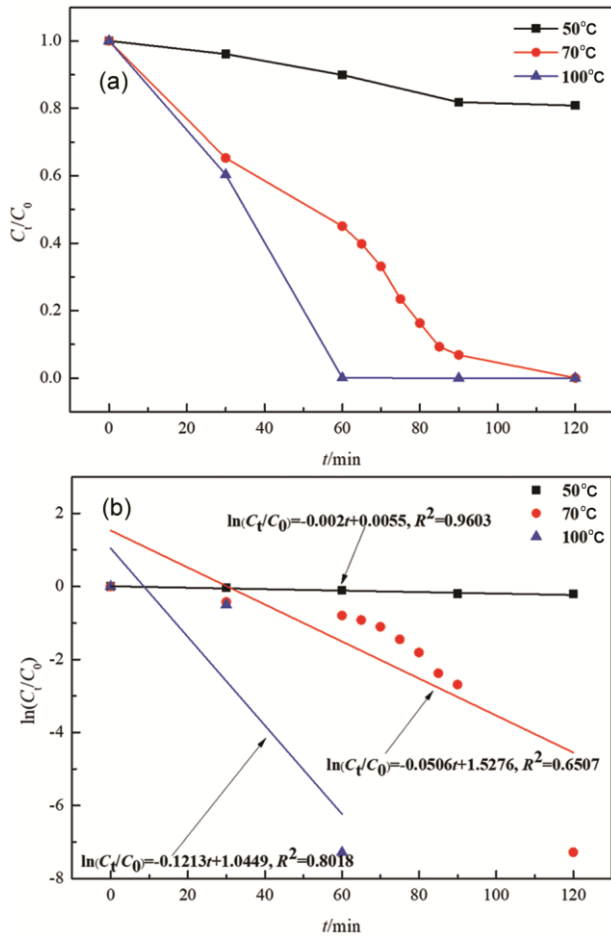 (a)
50°C
70°C
100°C
1.0
0.8
0.6
0.4
0.2
0.0
Ct/C0
0 20 40 60 80 100 120
t/min
(b)
50°C
70°C
100°C
ln(Ct/C0)=-0.002t+0.0055, R2=0.9603
2
0
-2
-4
-6
-8
ln(Ct/C0)
ln(Ct/C0)=-0.0506t+1.5276, R2=0.6507
ln(Ct/C0)=-0.1213t+1.0449, R2=0.8018
0 20 40 60 80 100 120
t/min